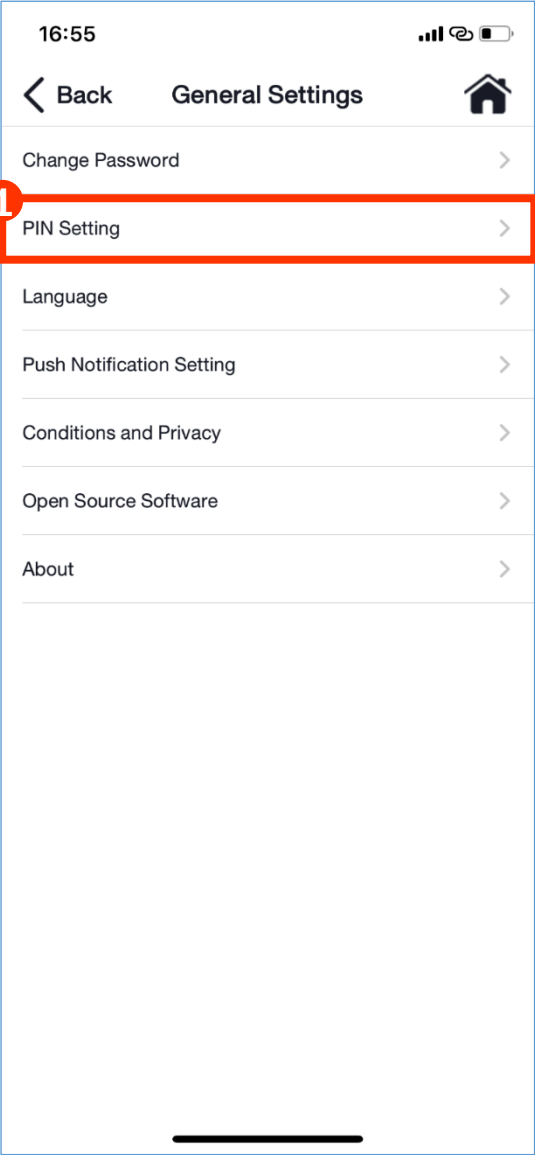 16:55
Back General Settings
Change Password
1
PIN Setting
Language
Push Notification Setting
Conditions and Privacy
Open Source Software
About